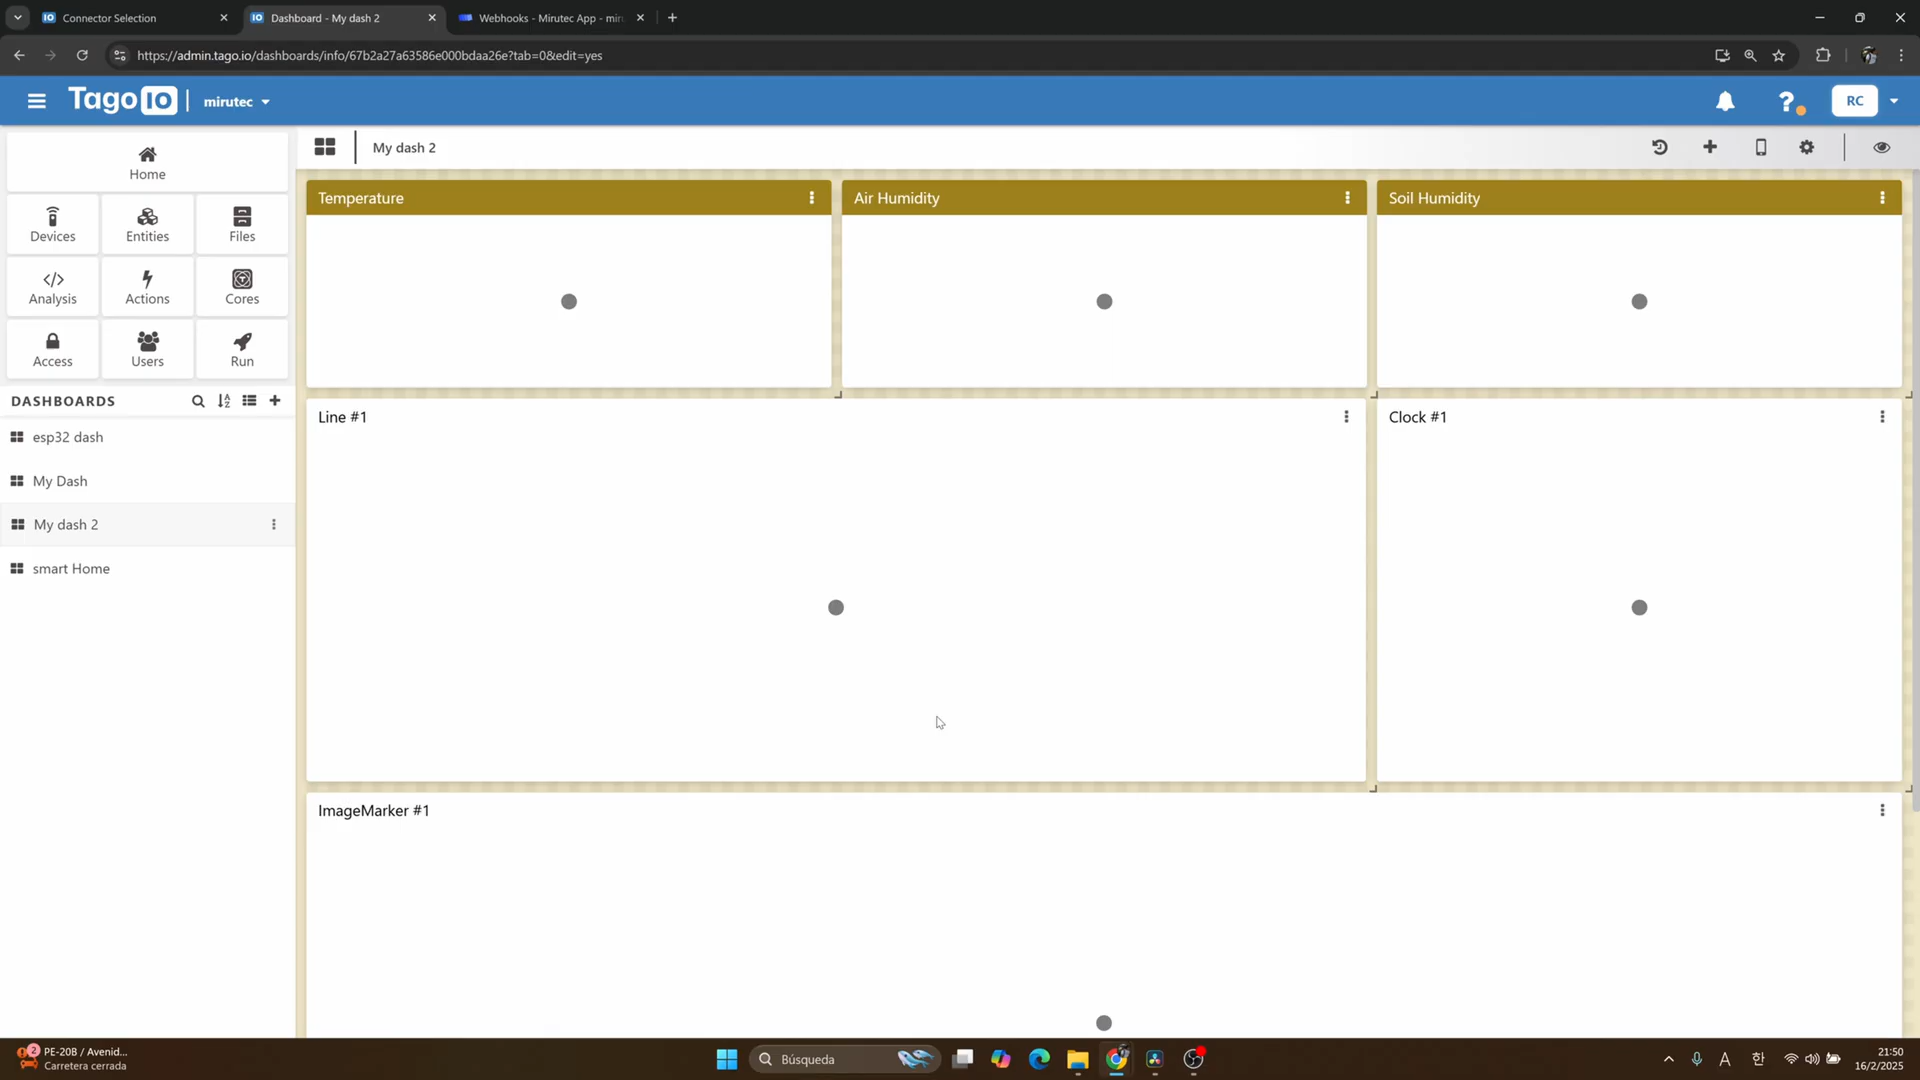 Connector Selection
Dashboard - My dash 2
Webhooks - Mirutec App - mir
https://admin.tago.io/dashboards/info/67b2a27a63586e000bdaa26e?tab=0&edit=yes
Tago IO
mirutec
RC
Home
Devices
Entities
Files
Analysis
Actions
Cores
Access
Users
Run
DASHBOARDS
esp32 dash
My Dash
My dash 2
smart Home
My dash 2
Temperature
Air Humidity
Soil Humidity
Line #1
Clock #1
ImageMarker #1
2
PE-20B / Avenid...
Carretera cerrada
Búsqueda
A
한
21:50
16/2/2025